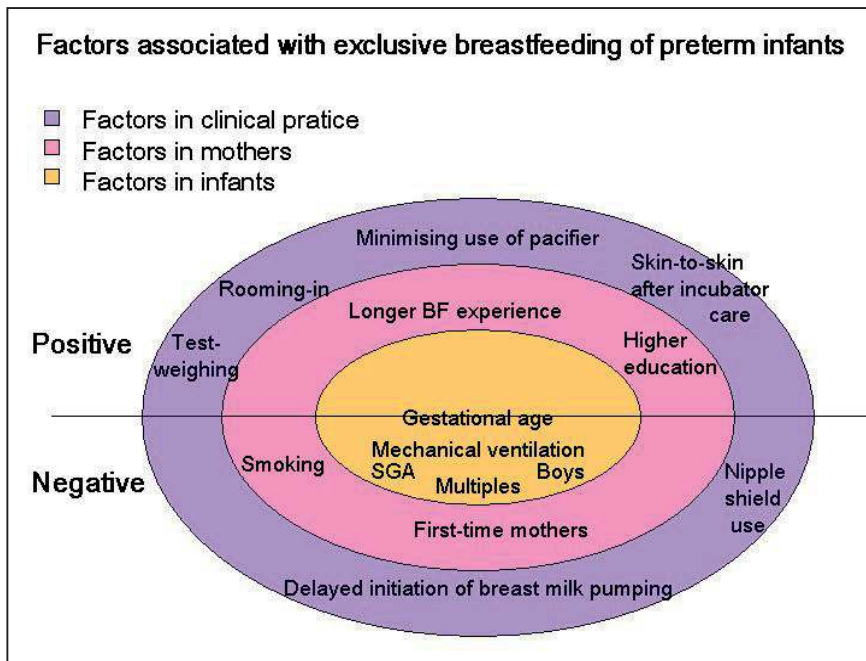 Factors associated with exclusive breastfeeding of preterm infants
Factors in clinical pratice
Factors in mothers
Factors in infants
Minimising use of pacifier
Skin-to-skin
after incubator
care
Rooming-in
Longer BF experience
Positive
Test-
weighing
Higher
education
Gestational age
Mechanical ventilation
Smoking
SGA
Boys
Multiples
Negative
Nipple
shield
use
First-time mothers
Delayed initiation of breast milk pumping